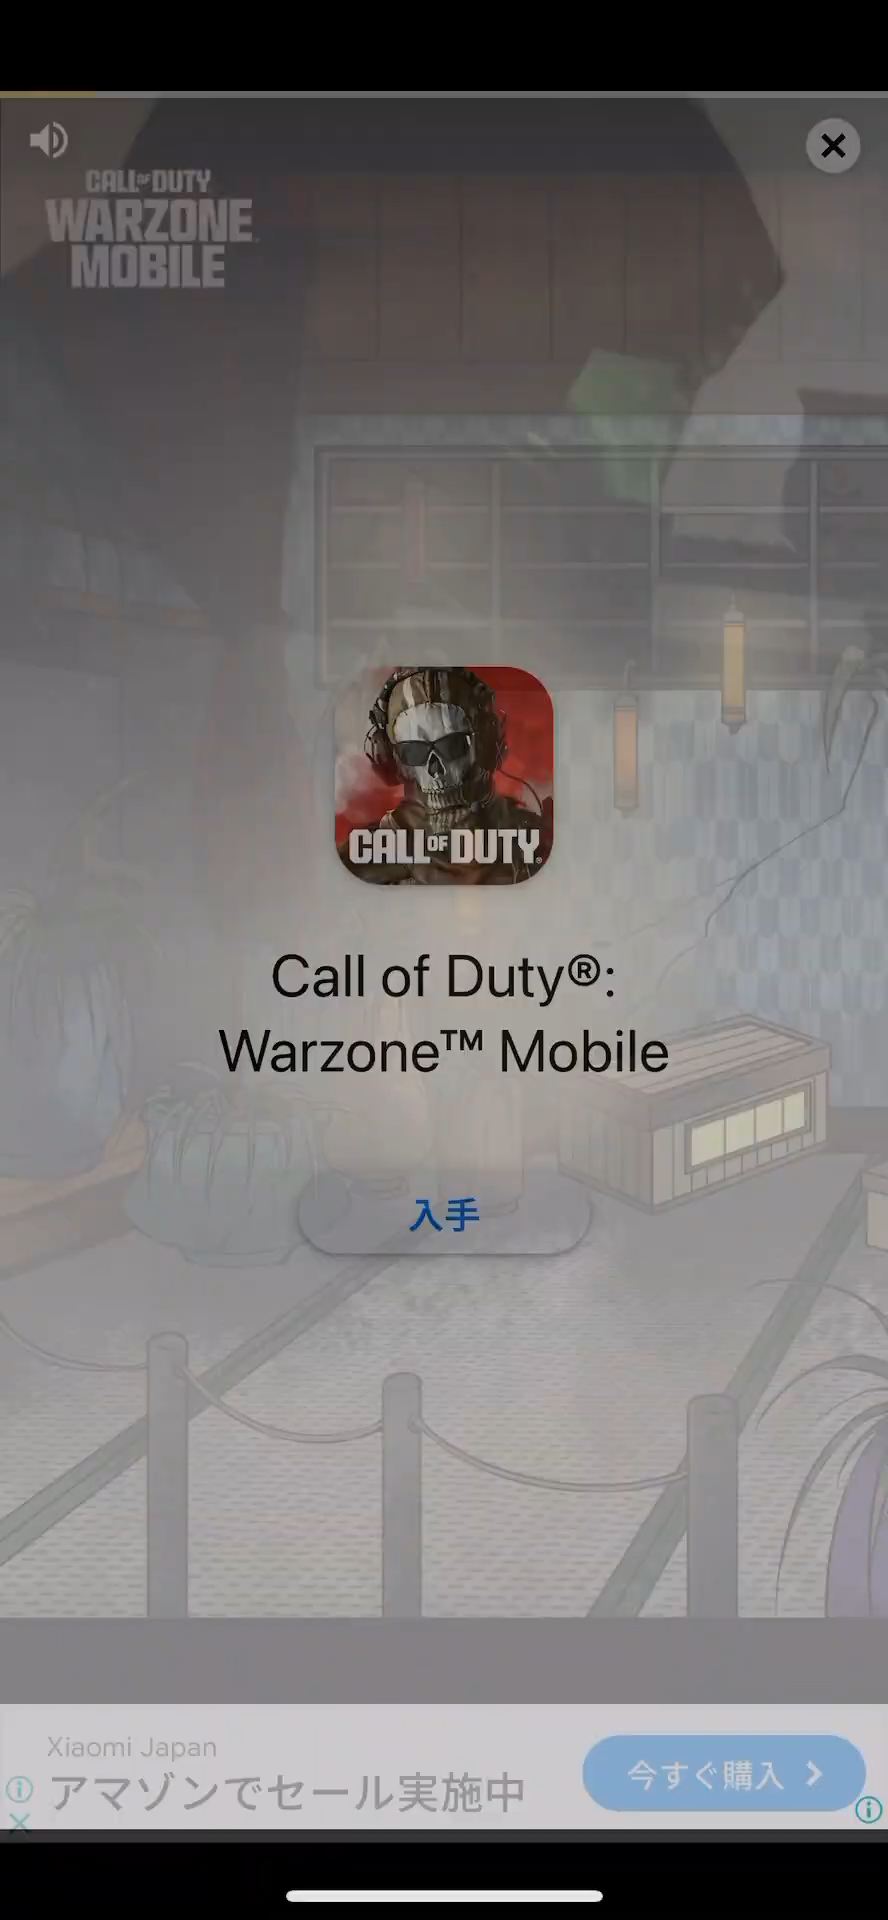 CALL OF DUTY
WARZONE
MOBILE
CALL OF DUTY®
Call of Duty®:
Warzone™ Mobile
入手
Xiaomi Japan
アマゾンでセール実施中
今すぐ購入